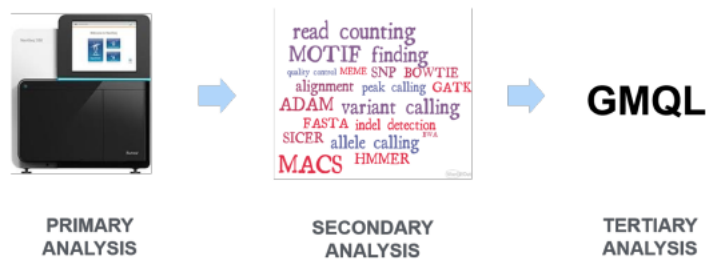 read counting
MOTIF finding
quality control MEME SNP BOWTIE
alignment peak calling GATK
ADAM variant calling
FASTA indel detection
SICER allele calling
MACS HMMER
GMQL
PRIMARY
ANALYSIS
SECONDARY
ANALYSIS
TERTIARY
ANALYSIS